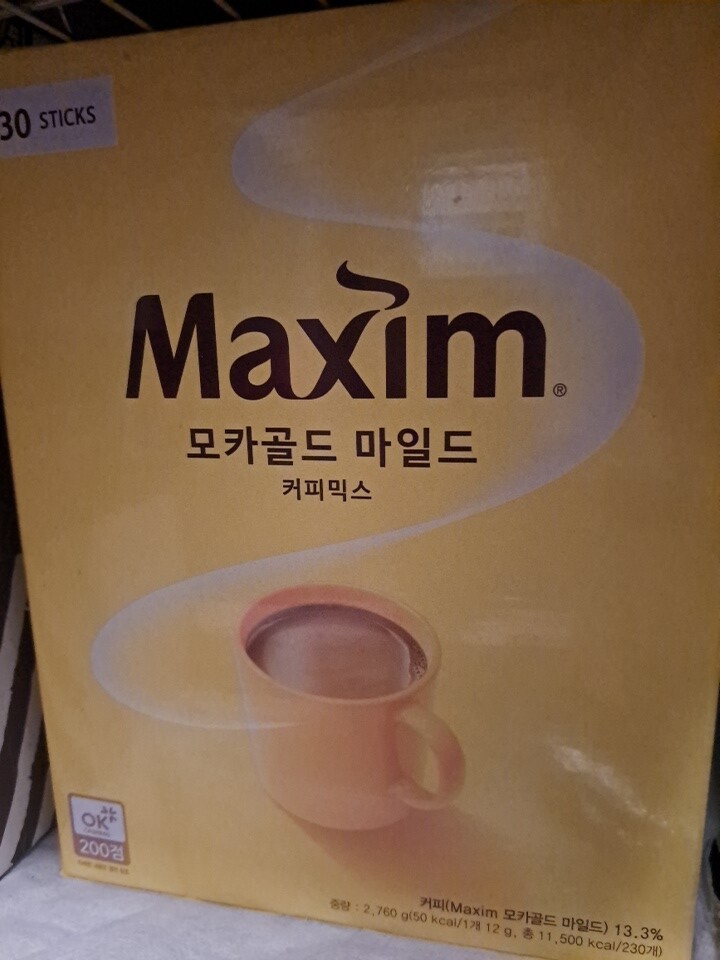 30 STICKS
Maxim®
모카골드 마일드
커피믹스
OK
200점
커피(Maxim 모카골드 마일드) 13.3%
중량 : 2,760 g(50 kcal/1개 12 g, 총 11,500 kcal/230개)